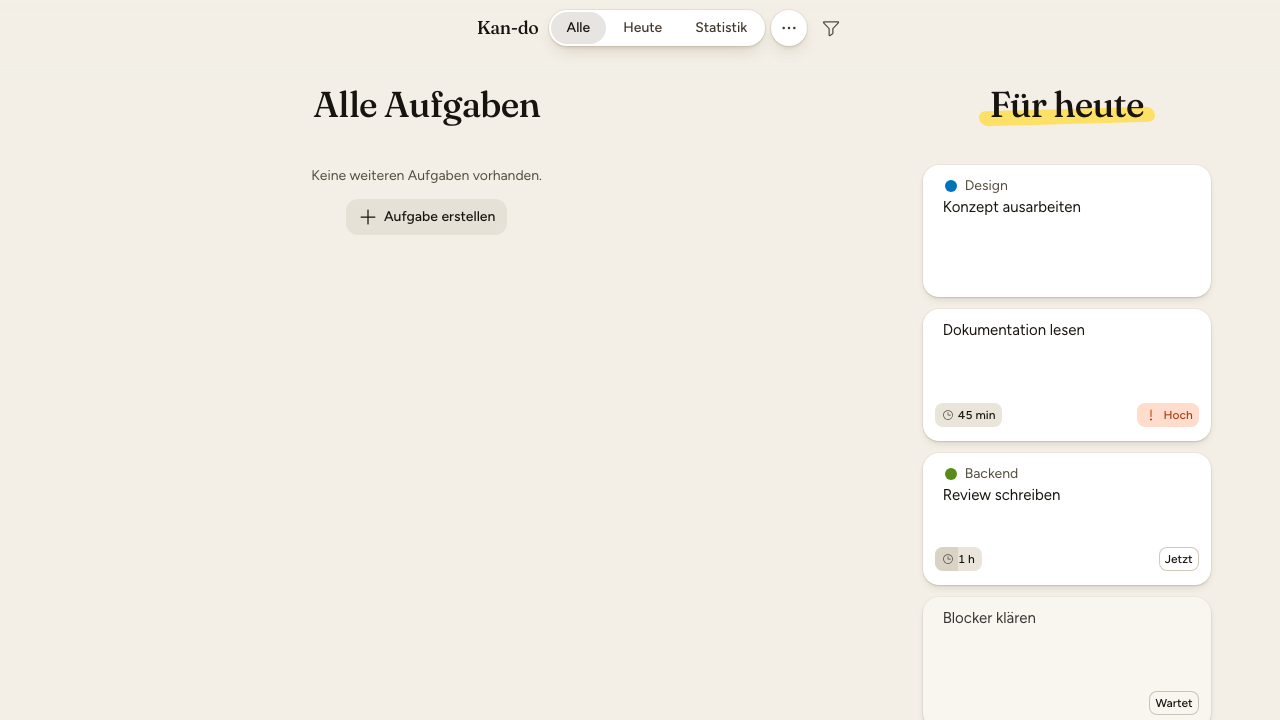 Kan-do
Alle
Heute
Statistik
Alle Aufgaben
Keine weiteren Aufgaben vorhanden.
Aufgabe erstellen
Für heute
Design
Konzept ausarbeiten
Dokumentation lesen
45 min
Hoch
Backend
Review schreiben
1 h
Jetzt
Blocker klären
Wartet